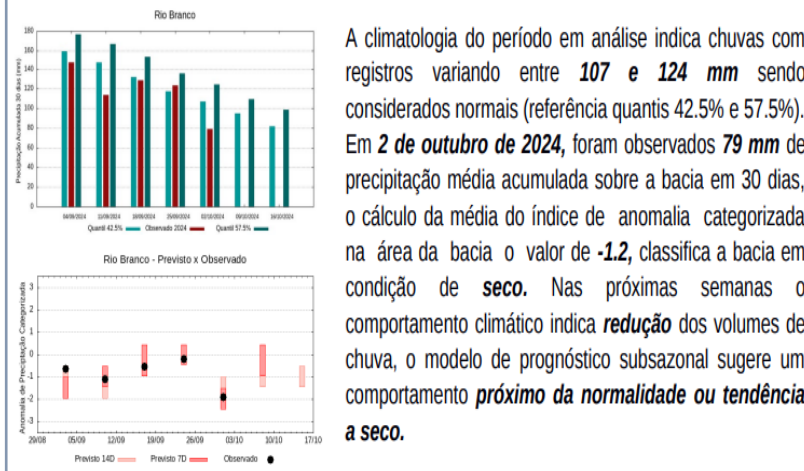 Rio Branco
Precipitação Acumulada 30 dias (mm)
180
160
140
120
100
80
60
40
20
0
04/09/2024 11/09/2024 18/09/2024 25/09/2024 02/10/2024 09/10/2024 16/10/2024
Quantil 42.5% Observado 2024 Quantil 57.5%
Rio Branco - Previsto x Observado
Anomalia de Precipitação Categorizada
3
2
1
0
-1
-2
-3
29/08 05/09 12/09 19/09 26/09 03/10 10/10 17/10
Previsto 14D Previsto 7D Observado
A climatologia do período em análise indica chuvas com
registros variando entre 107 e 124 mm sendo
considerados normais (referência quantis 42.5% e 57.5%).
Em 2 de outubro de 2024, foram observados 79 mm de
precipitação média acumulada sobre a bacia em 30 dias,
o cálculo da média do índice de anomalia categorizada
na área da bacia o valor de -1.2, classifica a bacia em
condição de seco. Nas próximas semanas o
comportamento climático indica redução dos volumes de
chuva, o modelo de prognóstico subsazonal sugere um
comportamento próximo da normalidade ou tendência
a seco.